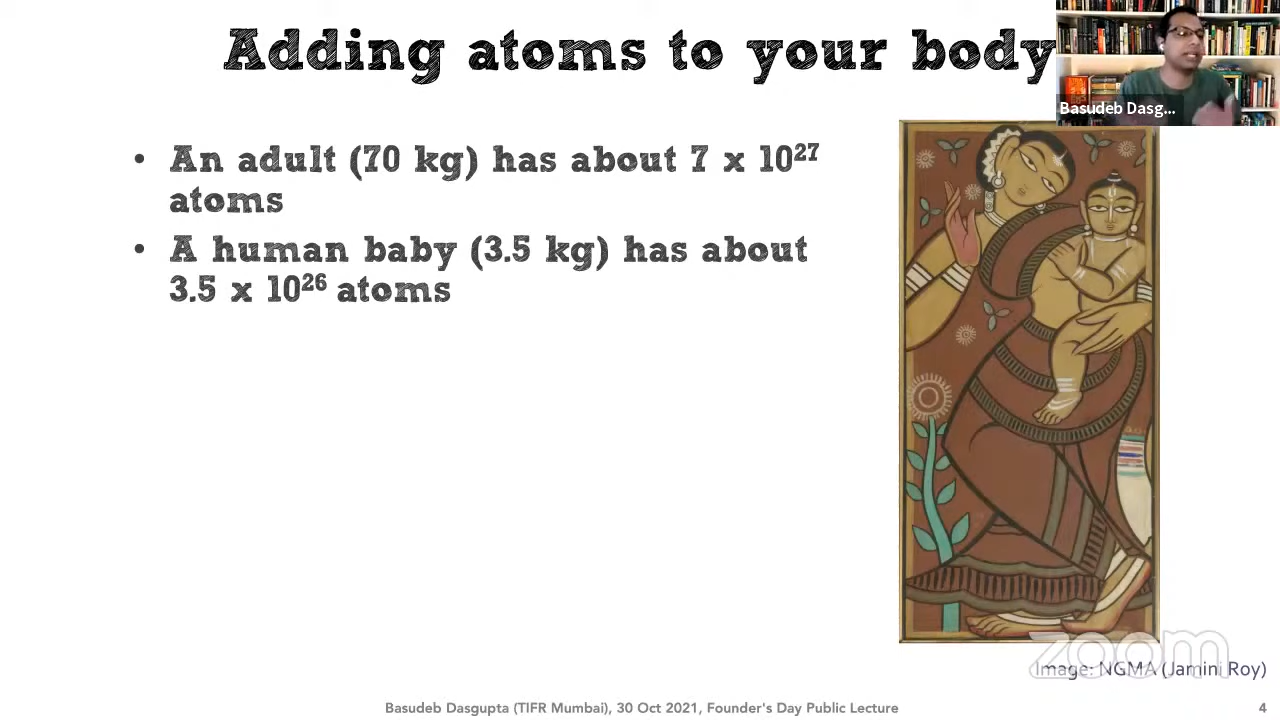 Adding atoms to your body
Basudeb Dasg...
• An adult (70 kg) has about 7 x 10²⁷
atoms
• A human baby (3.5 kg) has about
3.5 x 10²⁶ atoms
zoom
Image: NGMA (Jamini Roy)
Basudeb Dasgupta (TIFR Mumbai), 30 Oct 2021, Founder's Day Public Lecture
4